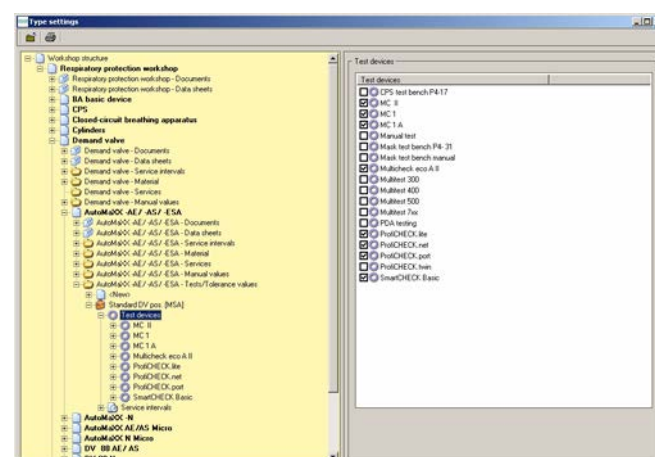 Type settings
Workshop structure
Respiratory protection workshop
Respiratory protection workshop - Documents
Respiratory protection workshop - Data sheets
BA basic device
CPS
Closed-circuit breathing apparatus
Cylinders
Demand valve
Demand valve - Documents
Demand valve - Data sheets
Demand valve - Service intervals
Demand valve - Material
Demand valve - Services
Demand valve - Manual values
AutoMaXX -AE/ -AS/ -ESA
AutoMaXX -AE/ -AS/ -ESA - Documents
AutoMaXX -AE/ -AS/ -ESA - Data sheets
AutoMaXX -AE/ -AS/ -ESA - Service intervals
AutoMaXX -AE/ -AS/ -ESA - Material
AutoMaXX -AE/ -AS/ -ESA - Services
AutoMaXX -AE/ -AS/ -ESA - Manual values
AutoMaXX -AE/ -AS/ -ESA - Tests/Tolerance values
<New>
Standard DV pos. [MSA]
Test devices
MC II
MC 1
MC 1 A
Multicheck eco A II
ProfiCHECK.lite
ProfiCHECK.net
ProfiCHECK.port
SmartCHECK Basic
Service intervals
AutoMaXX -N
AutoMaXX AE/AS Micro
AutoMaXX N Micro
DV 88 AE/ AS
Test devices
Test devices
CPS test bench P4-17
MC II
MC 1
MC 1 A
Manual test
Mask test bench P4- 31
Mask test bench manual
Multicheck eco A II
Multitest 300
Multitest 400
Multitest 500
Multitest 7xx
PDA testing
ProfiCHECK.lite
ProfiCHECK.net
ProfiCHECK.port
ProfiCHECK.twin
SmartCHECK Basic